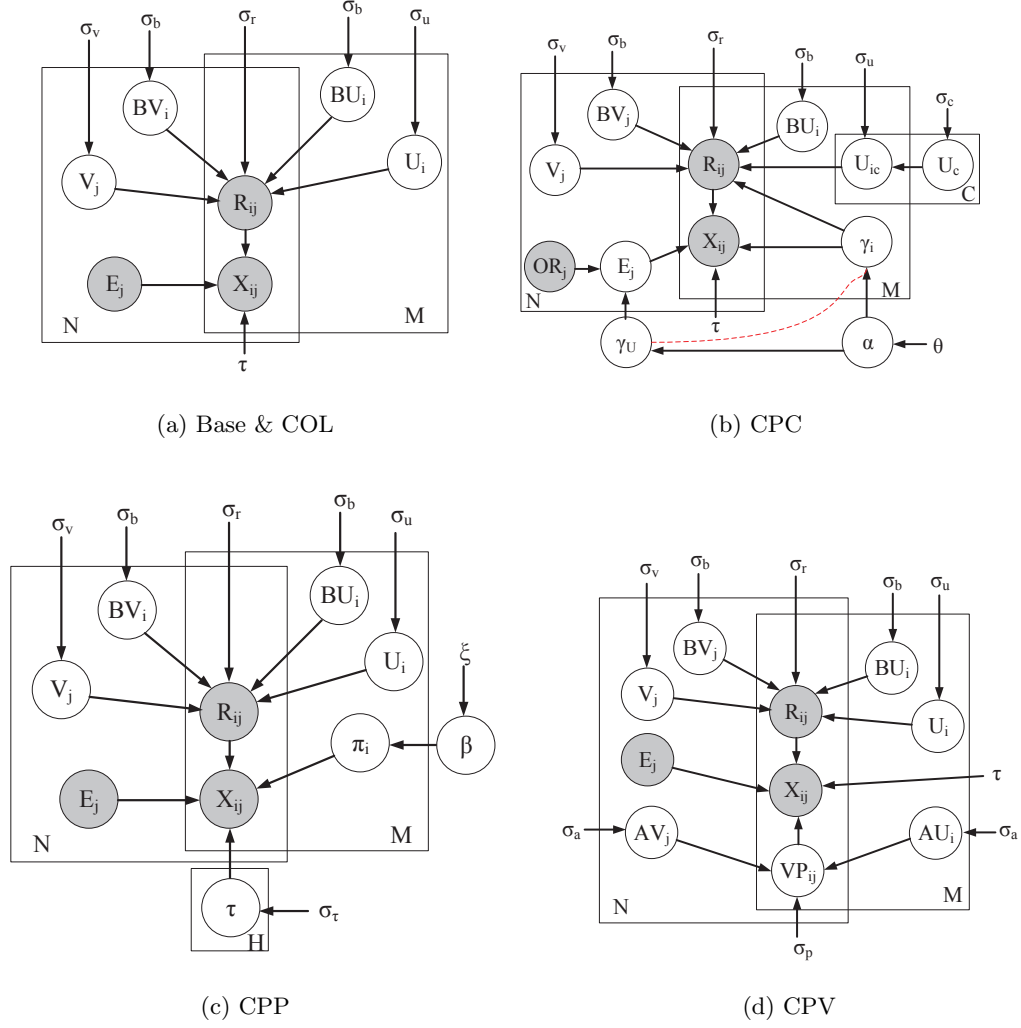 σv σb σr σb σu
BVi BUi
Vj Ui
Rij
Ej Xij
N M
τ
(a) Base & COL
σv σb σr σb σu σc
BVj BUi
Vj Rij Uic Uc
C
ORj Ej Xij γi
N M
τ
γU α θ
(b) CPC
σv σb σr σb σu
BVi BUi
Vj Ui
Rij πi β ξ
Ej Xij
N M
τ στ
H
(c) CPP
σv σb σr σb σu
BVj BUi
Vj Rij Ui
Ej Xij τ
σa AVj AUi σa
VPij
N M
σp
(d) CPV